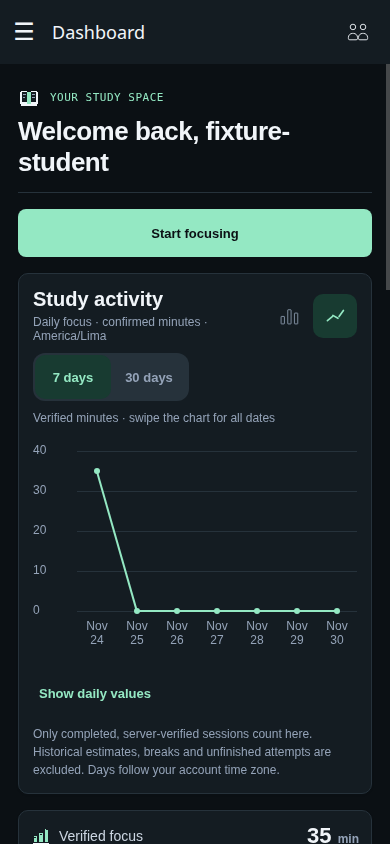 Dashboard
YOUR STUDY SPACE
Welcome back, fixture-
student
Start focusing
Study activity
Daily focus · confirmed minutes ·
America/Lima
7 days
30 days
Verified minutes · swipe the chart for all dates
40
30
20
10
0
Nov 24
Nov 25
Nov 26
Nov 27
Nov 28
Nov 29
Nov 30
Show daily values
Only completed, server-verified sessions count here.
Historical estimates, breaks and unfinished attempts are
excluded. Days follow your account time zone.
Verified focus
35 min